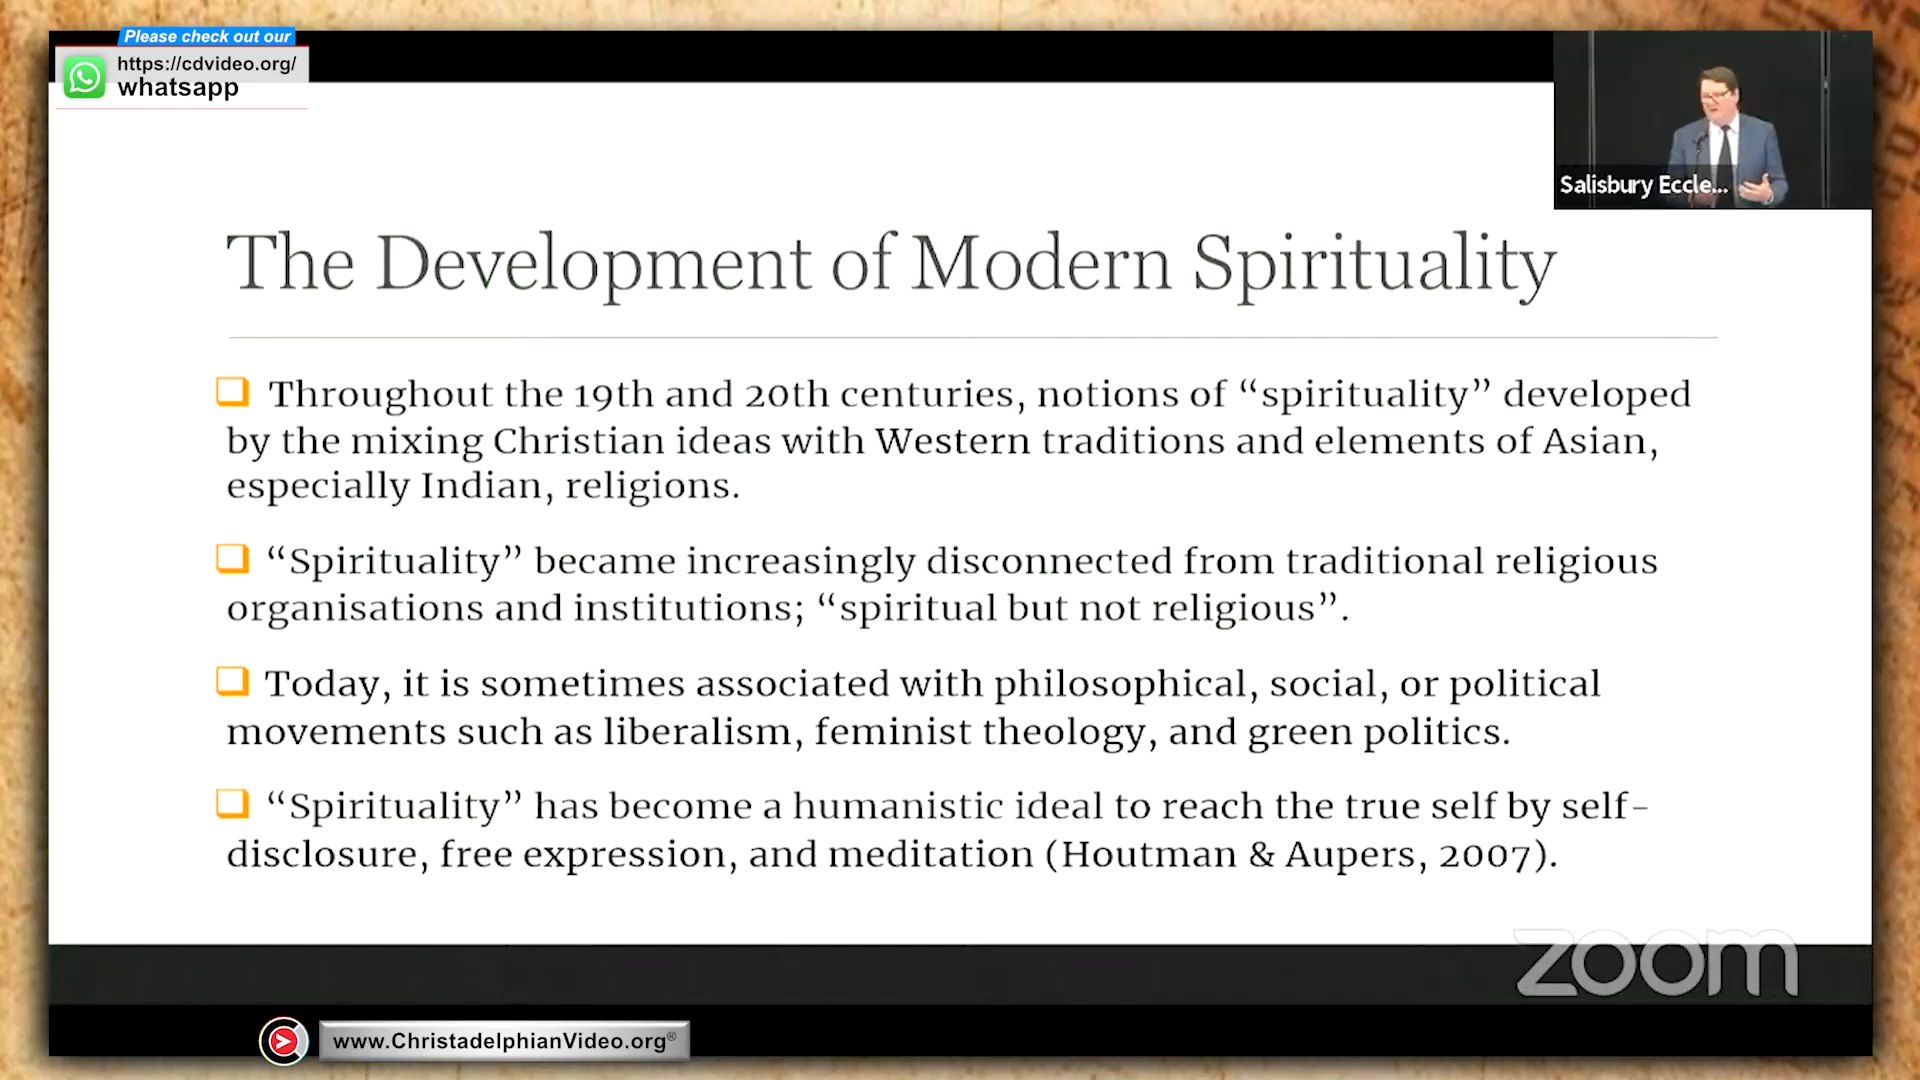 Please check out our
https://cdvideo.org/
whatsapp
Salisbury Eccle...
The Development of Modern Spirituality
Throughout the 19th and 20th centuries, notions of “spirituality” developed
by the mixing Christian ideas with Western traditions and elements of Asian,
especially Indian, religions.
“Spirituality” became increasingly disconnected from traditional religious
organisations and institutions; “spiritual but not religious”.
Today, it is sometimes associated with philosophical, social, or political
movements such as liberalism, feminist theology, and green politics.
“Spirituality” has become a humanistic ideal to reach the true self by self-
disclosure, free expression, and meditation (Houtman & Aupers, 2007).
zoom
www.ChristadelphianVideo.org®